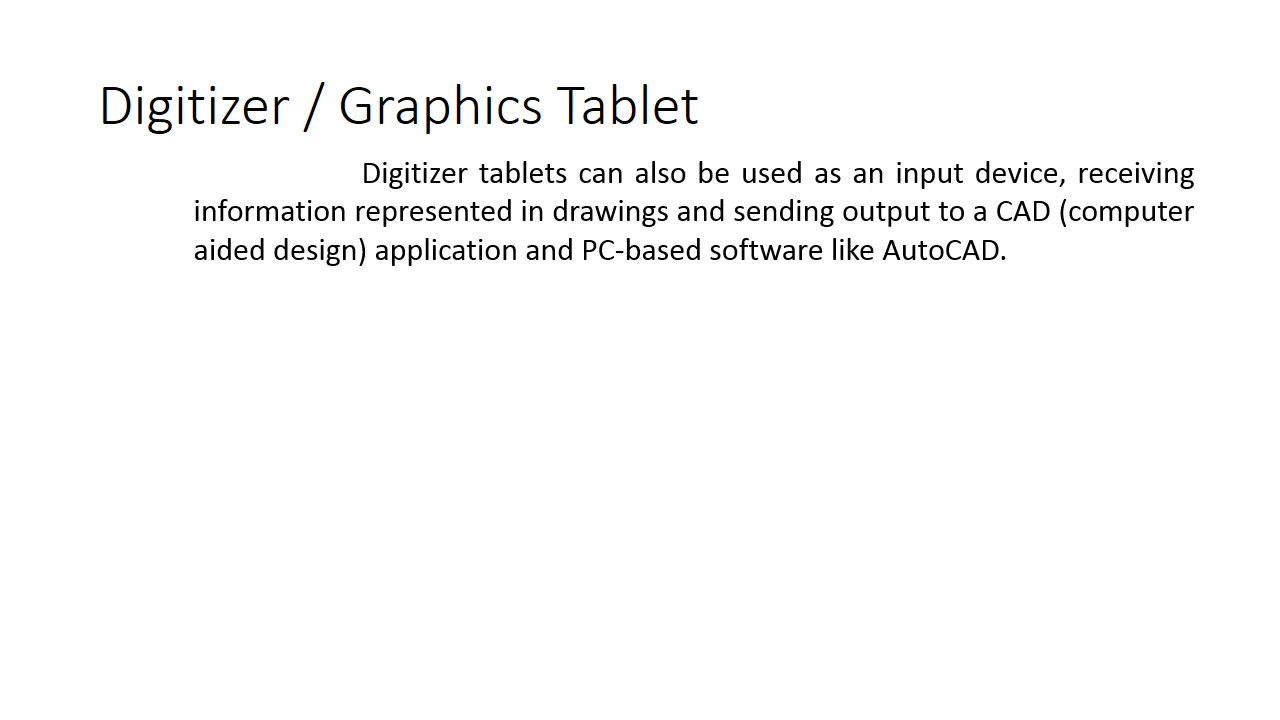 Digitizer / Graphics Tablet
Digitizer tablets can also be used as an input device, receiving
information represented in drawings and sending output to a CAD (computer
aided design) application and PC-based software like AutoCAD.